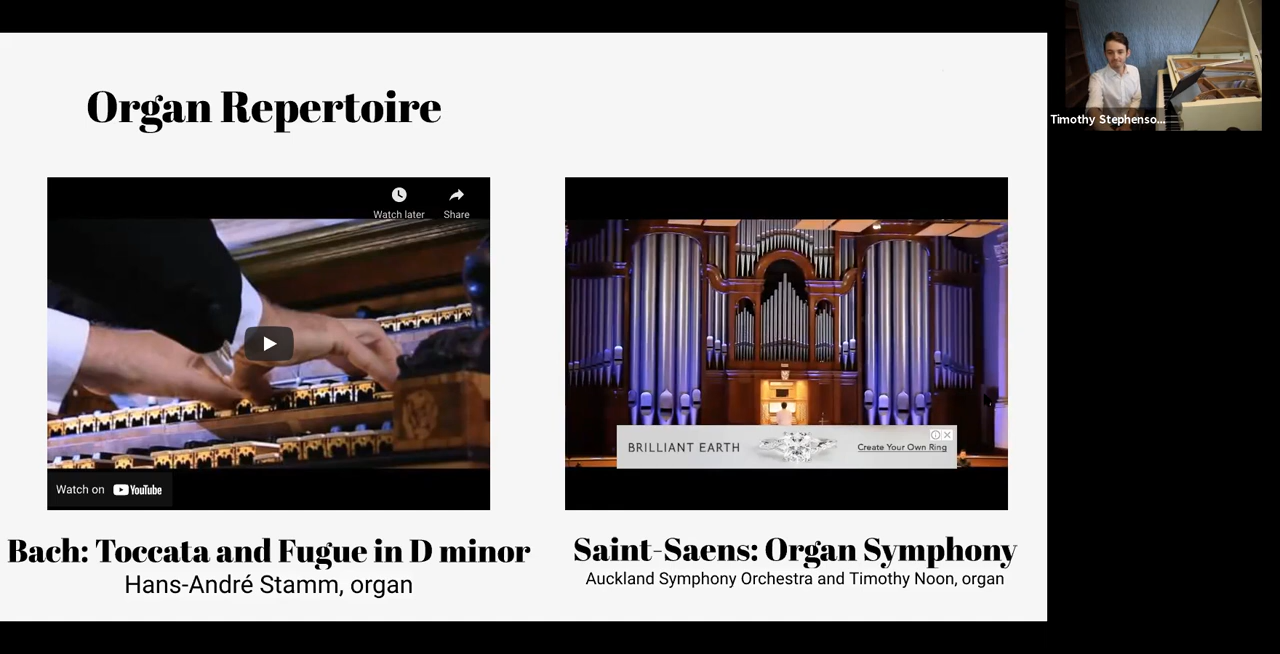 Organ Repertoire
Timothy Stephenso...
Watch later Share
Watch on YouTube
BRILLIANT EARTH Create Your Own Ring
Bach: Toccata and Fugue in D minor
Hans-André Stamm, organ
Saint-Saens: Organ Symphony
Auckland Symphony Orchestra and Timothy Noon, organ